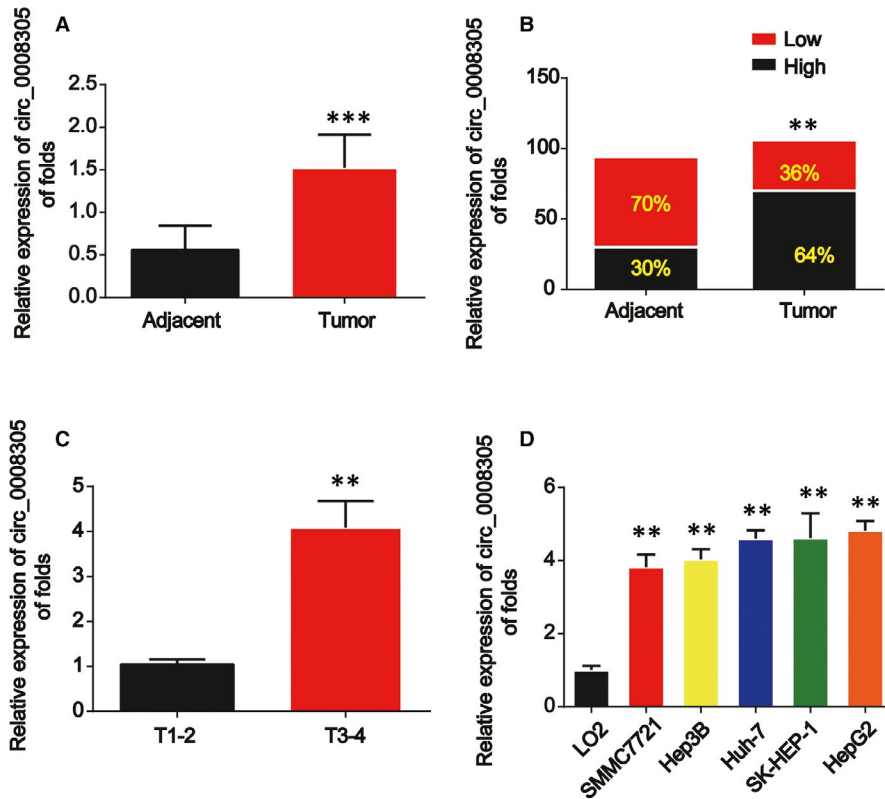 A
Relative expression of circ_0008305
of folds
2.5
2.0
1.5
1.0
0.5
0.0
***
Adjacent
Tumor
B
Low
High
Relative expression of circ_0008305
of folds
150
100
50
0
**
70%
30%
36%
64%
Adjacent
Tumor
C
Relative expression of circ_0008305
of folds
5
4
3
2
1
0
**
T1-2
T3-4
D
Relative expression of circ_0008305
of folds
6
4
2
0
**
**
**
**
**
LO2
SMMC7721
Hep3B
Huh-7
SK-HEP-1
HepG2